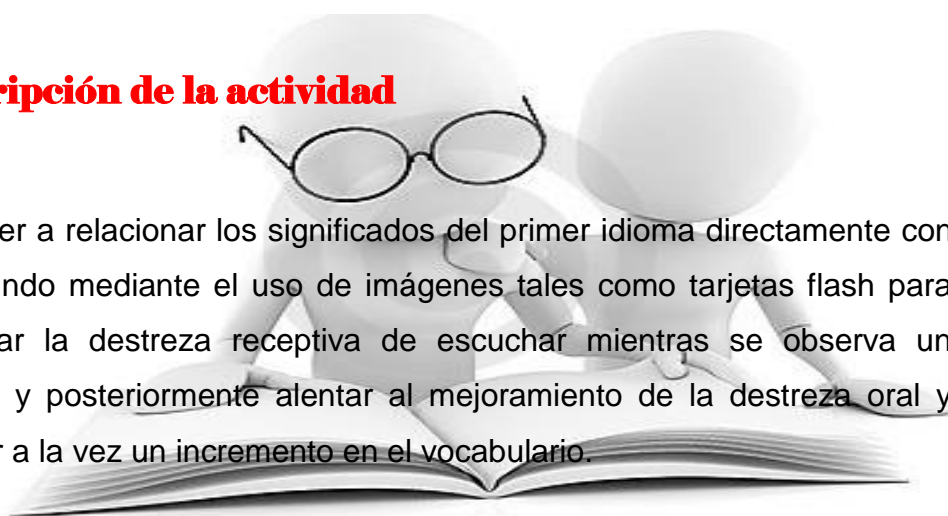 ripción de la actividad
er a relacionar los significados del primer idioma directamente con
ndo mediante el uso de imágenes tales como tarjetas flash para
ar la destreza receptiva de escuchar mientras se observa un
y posteriormente alentar al mejoramiento de la destreza oral y
r a la vez un incremento en el vocabulario.